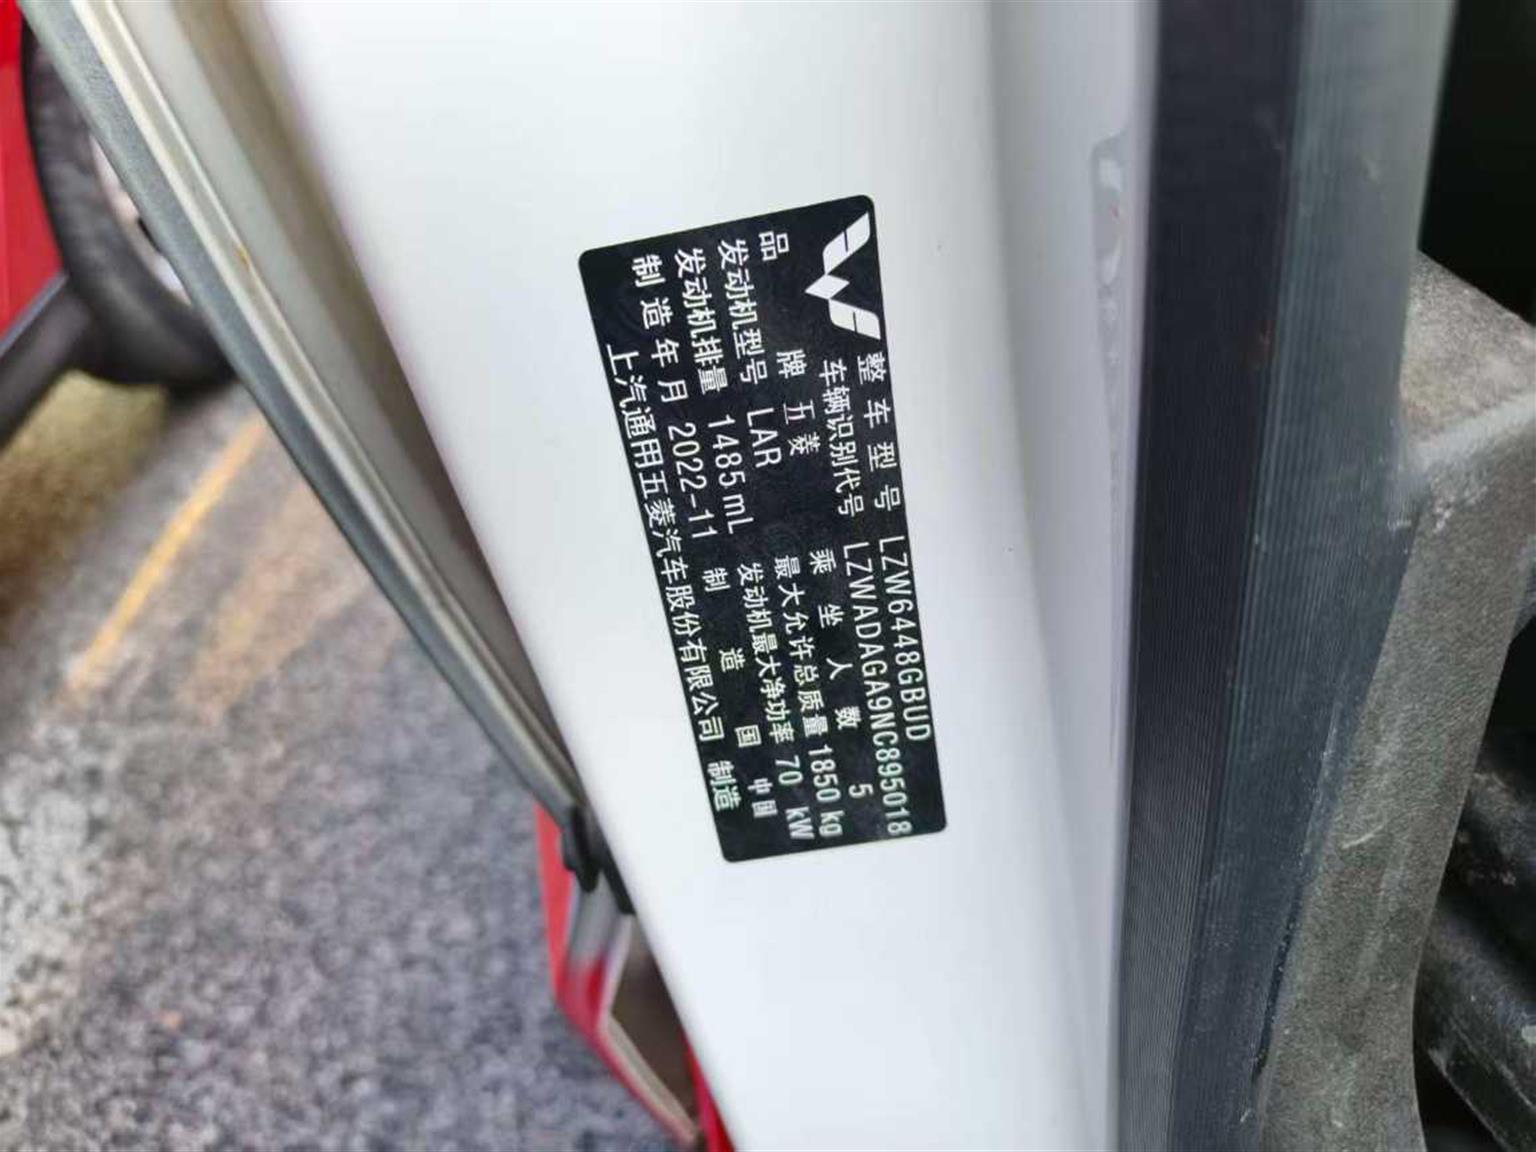 整车型号 LZW6448GBUD
车辆识别代号 LZWADAGA9NC895018
品牌 五菱 乘坐人数 5
发动机型号 LAR 最大允许总质量 1850 kg
发动机排量 1485 mL 发动机最大净功率 70 kW
制造年月 2022-11 制造国 中国
上汽通用五菱汽车股份有限公司 制造